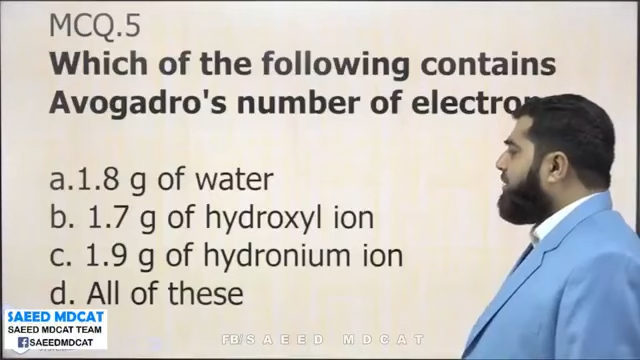 MCQ.5
Which of the following contains
Avogadro's number of electron
a.1.8 g of water
b. 1.7 g of hydroxyl ion
c. 1.9 g of hydronium ion
d. All of these
SAEED MDCAT
SAEED MDCAT TEAM
SAEEDMDCAT
FB/SAEED MDCAT